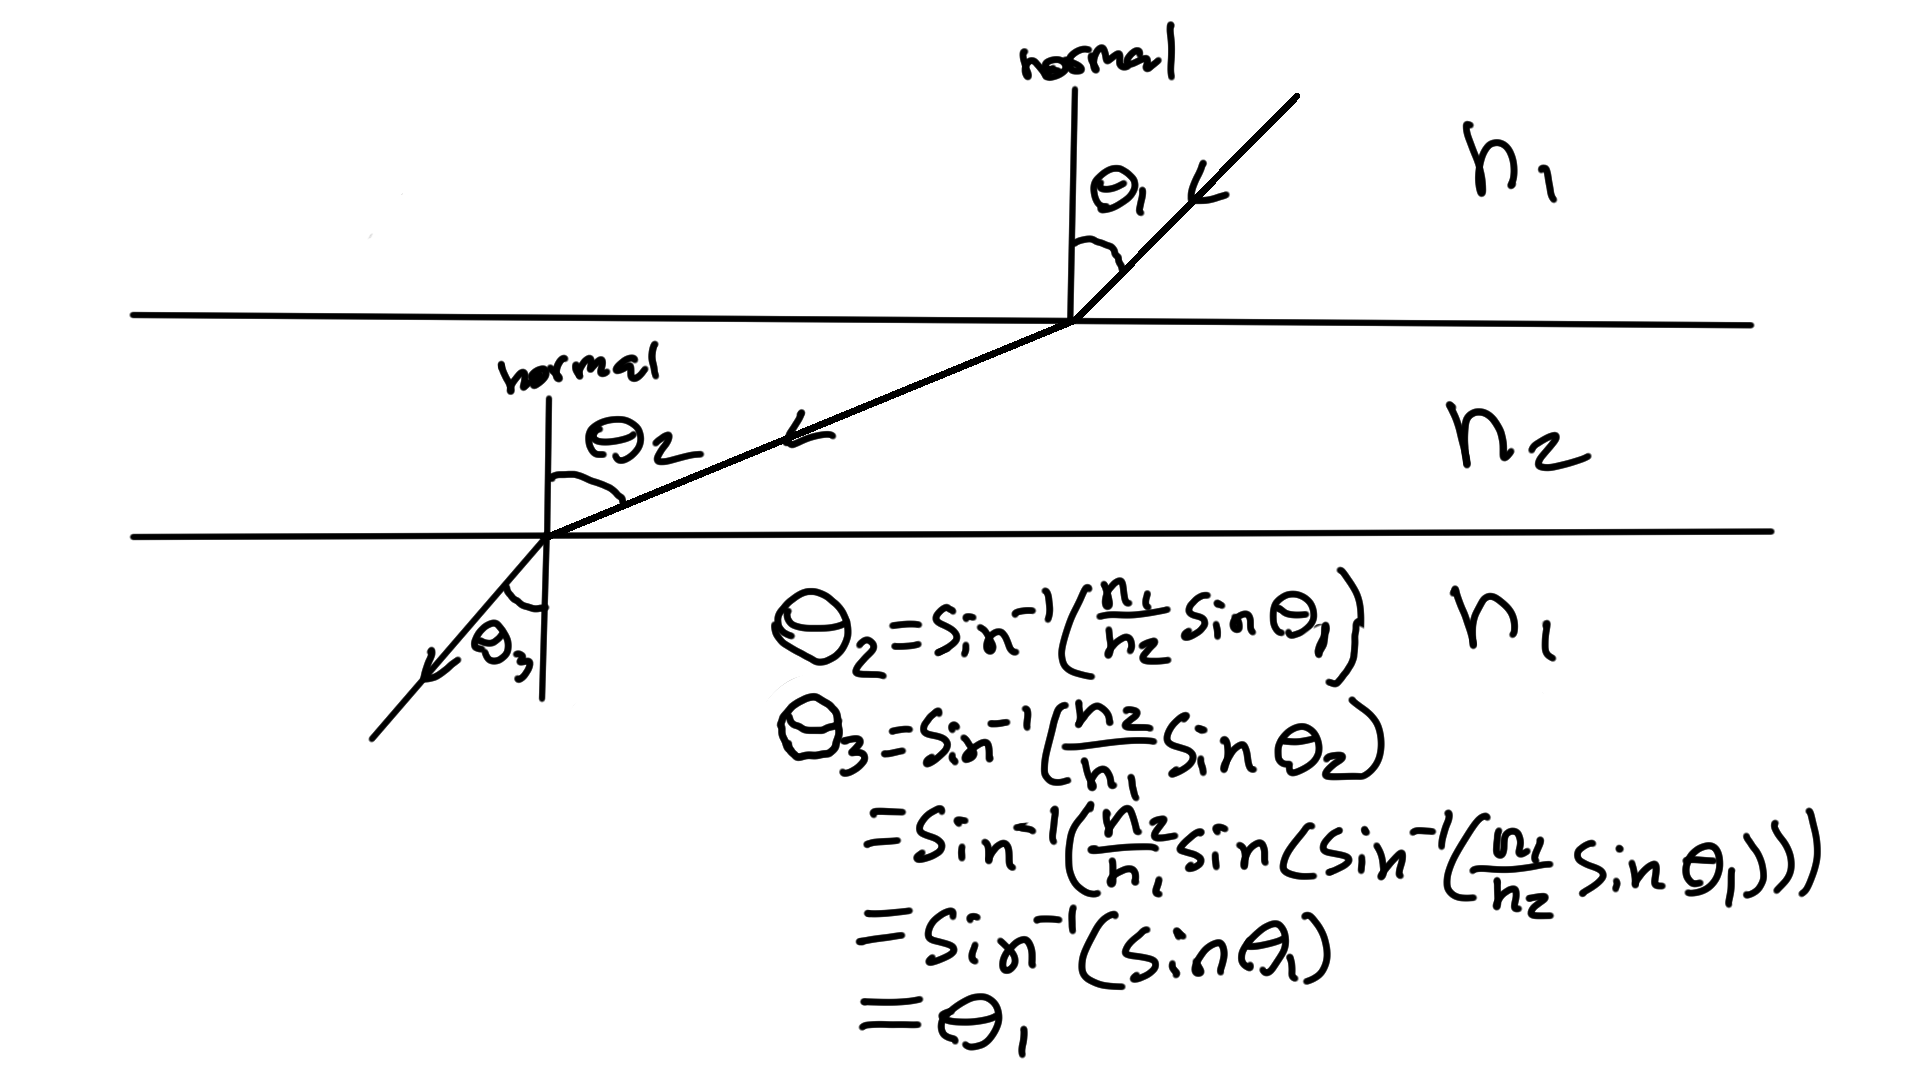 normal
θ₁
n₁
normal
θ₂
n₂
θ₃
n₁
θ₂ = sin⁻¹(n₁/n₂ sin θ₁)
θ₃ = sin⁻¹(n₂/n₁ sin θ₂)
= sin⁻¹(n₂/n₁ sin(sin⁻¹(n₁/n₂ sin θ₁)))
= sin⁻¹(sin θ₁)
= θ₁